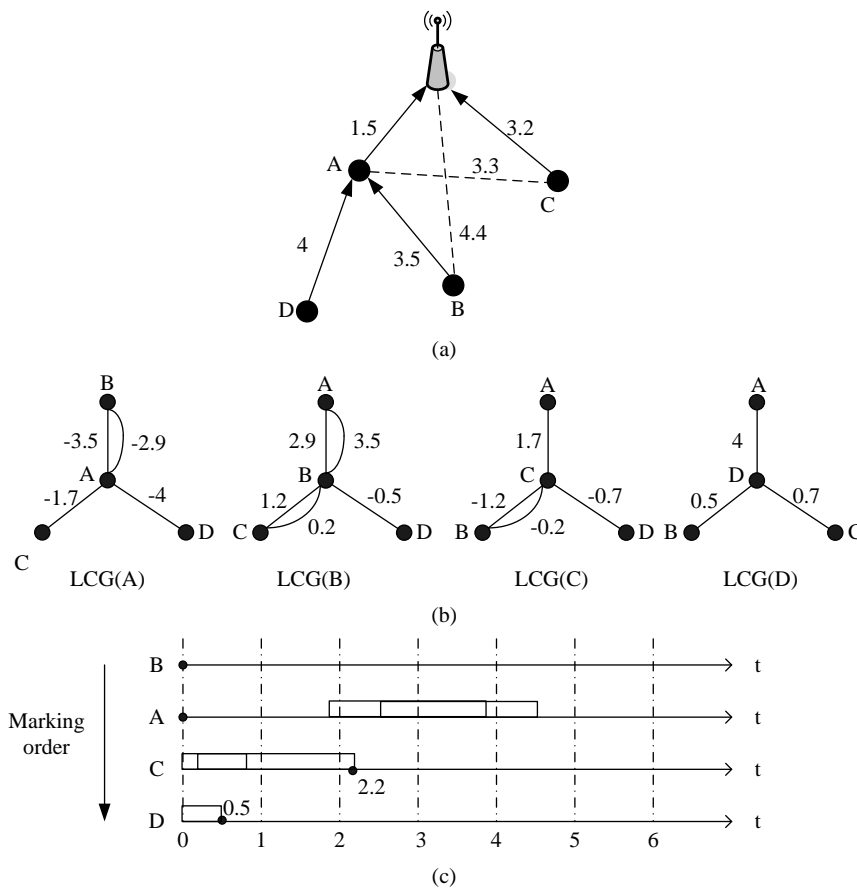 1.5
3.2
A
3.3
C
4
3.5
4.4
D
B
(a)
B
-3.5
-2.9
A
-1.7
-4
C
D
LCG(A)
A
2.9
3.5
B
1.2
-0.5
C
0.2
D
LCG(B)
A
1.7
C
-1.2
-0.7
B
-0.2
D
LCG(C)
A
4
D
0.5
0.7
B
C
LCG(D)
(b)
Marking
order
B
t
A
t
C
t
2.2
D
0.5
t
0 1 2 3 4 5 6
(c)